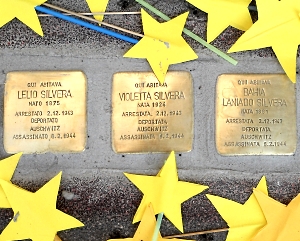 QUI ABITAVA
LELIO SILVERA
NATO 1875
ARRESTATO 2.12.1943
DEPORTATO
AUSCHWITZ
ASSASSINATO 6.2.1944
QUI ABITAVA
VIOLETTA SILVERA
NATA
ARRESTATA 2.12.1943
DEPORTATA
AUSCHWITZ
ASSASSINATA 6.2.1944
QUI ABITAVA
BAHIA
LANIADO SILVERA
NATA
ARRESTATA 2.12.1943
DEPORTATA
AUSCHWITZ
ASSASSINATA 6.2.1944